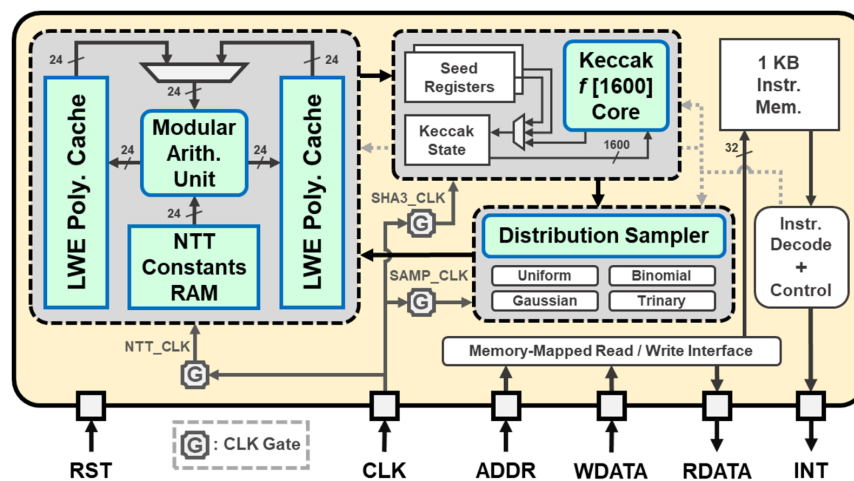 24
24
24
LWE Poly. Cache
Modular
Arith.
Unit
24
24
24
NTT
Constants
RAM
LWE Poly. Cache
Seed
Registers
Keccak
State
Keccak
f [1600]
Core
1600
1 KB
Instr.
Mem.
32
SHA3_CLK
G
Distribution Sampler
Uniform
Binomial
Gaussian
Trinary
SAMP_CLK
G
Instr.
Decode
+
Control
NTT_CLK
G
Memory-Mapped Read / Write Interface
G : CLK Gate
RST
CLK
ADDR
WDATA
RDATA
INT